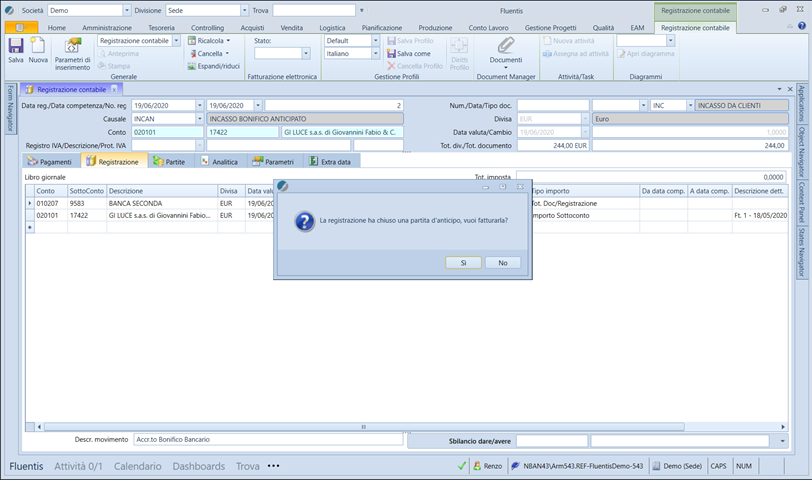 Società Demo Divisione Sede Trova Fluentis Registrazione contabile
Home Amministrazione Tesoreria Controlling Acquisti Vendita Logistica Pianificazione Produzione Conto Lavoro Gestione Progetti Qualità EAM Registrazione contabile
Salva Nuova Parametri di inserimento Registrazione contabile Ricalcola Stato: Default Salva Profilo Diritti Profilo Documenti Nuova attività
Anteprima Cancella Italiano Salva come Assegna ad attività Apri diagramma
Stampa Espandi/riduci Cancella Profilo
Generale Fatturazione elettronica Gestione Profili Document Manager Attività/Task Diagrammi
Form Navigator
Registrazione contabile
Data reg./Data competenza/No. reg 19/06/2020 19/06/2020 2 Num./Data/Tipo doc. INC INCASSO DA CLIENTI
Causale INCAN INCASSO BONIFICO ANTICIPATO Divisa EUR Euro
Conto 020101 17422 GI LUCE s.a.s. di Giovannini Fabio & C. Data valuta/Cambio 19/06/2020 1,0000
Registro IVA/Descrizione/Prot. IVA Tot. div./Tot. documento 244,00 EUR 244,00
Pagamenti Registrazione Partite Analitica Parametri Extra data
Libro giornale Tot. imposta 0,0000
Conto SottoConto Descrizione Divisa Data valu Tipo importo Da data comp. A data comp. Descrizione dett.
010207 9583 BANCA SECONDA EUR 19/06/20 Tot. Doc/Registrazione
020101 17422 GI LUCE s.a.s. di Giovannini Fabio... EUR 19/06/20 Importo Sottoconto Ft. 1 - 18/05/2020
La registrazione ha chiuso una partita d'anticipo, vuoi fatturarla?
Sì No
Descr. movimento Accr.to Bonifico Bancario Sbilancio dare/avere
Applications Object Navigator Context Panel States Navigator
Fluentis Attività 0/1 Calendario Dashboards Trova ••• Renzo NBAN43\Arm543.REF-FluentisDemo-543 Demo (Sede) CAPS NUM